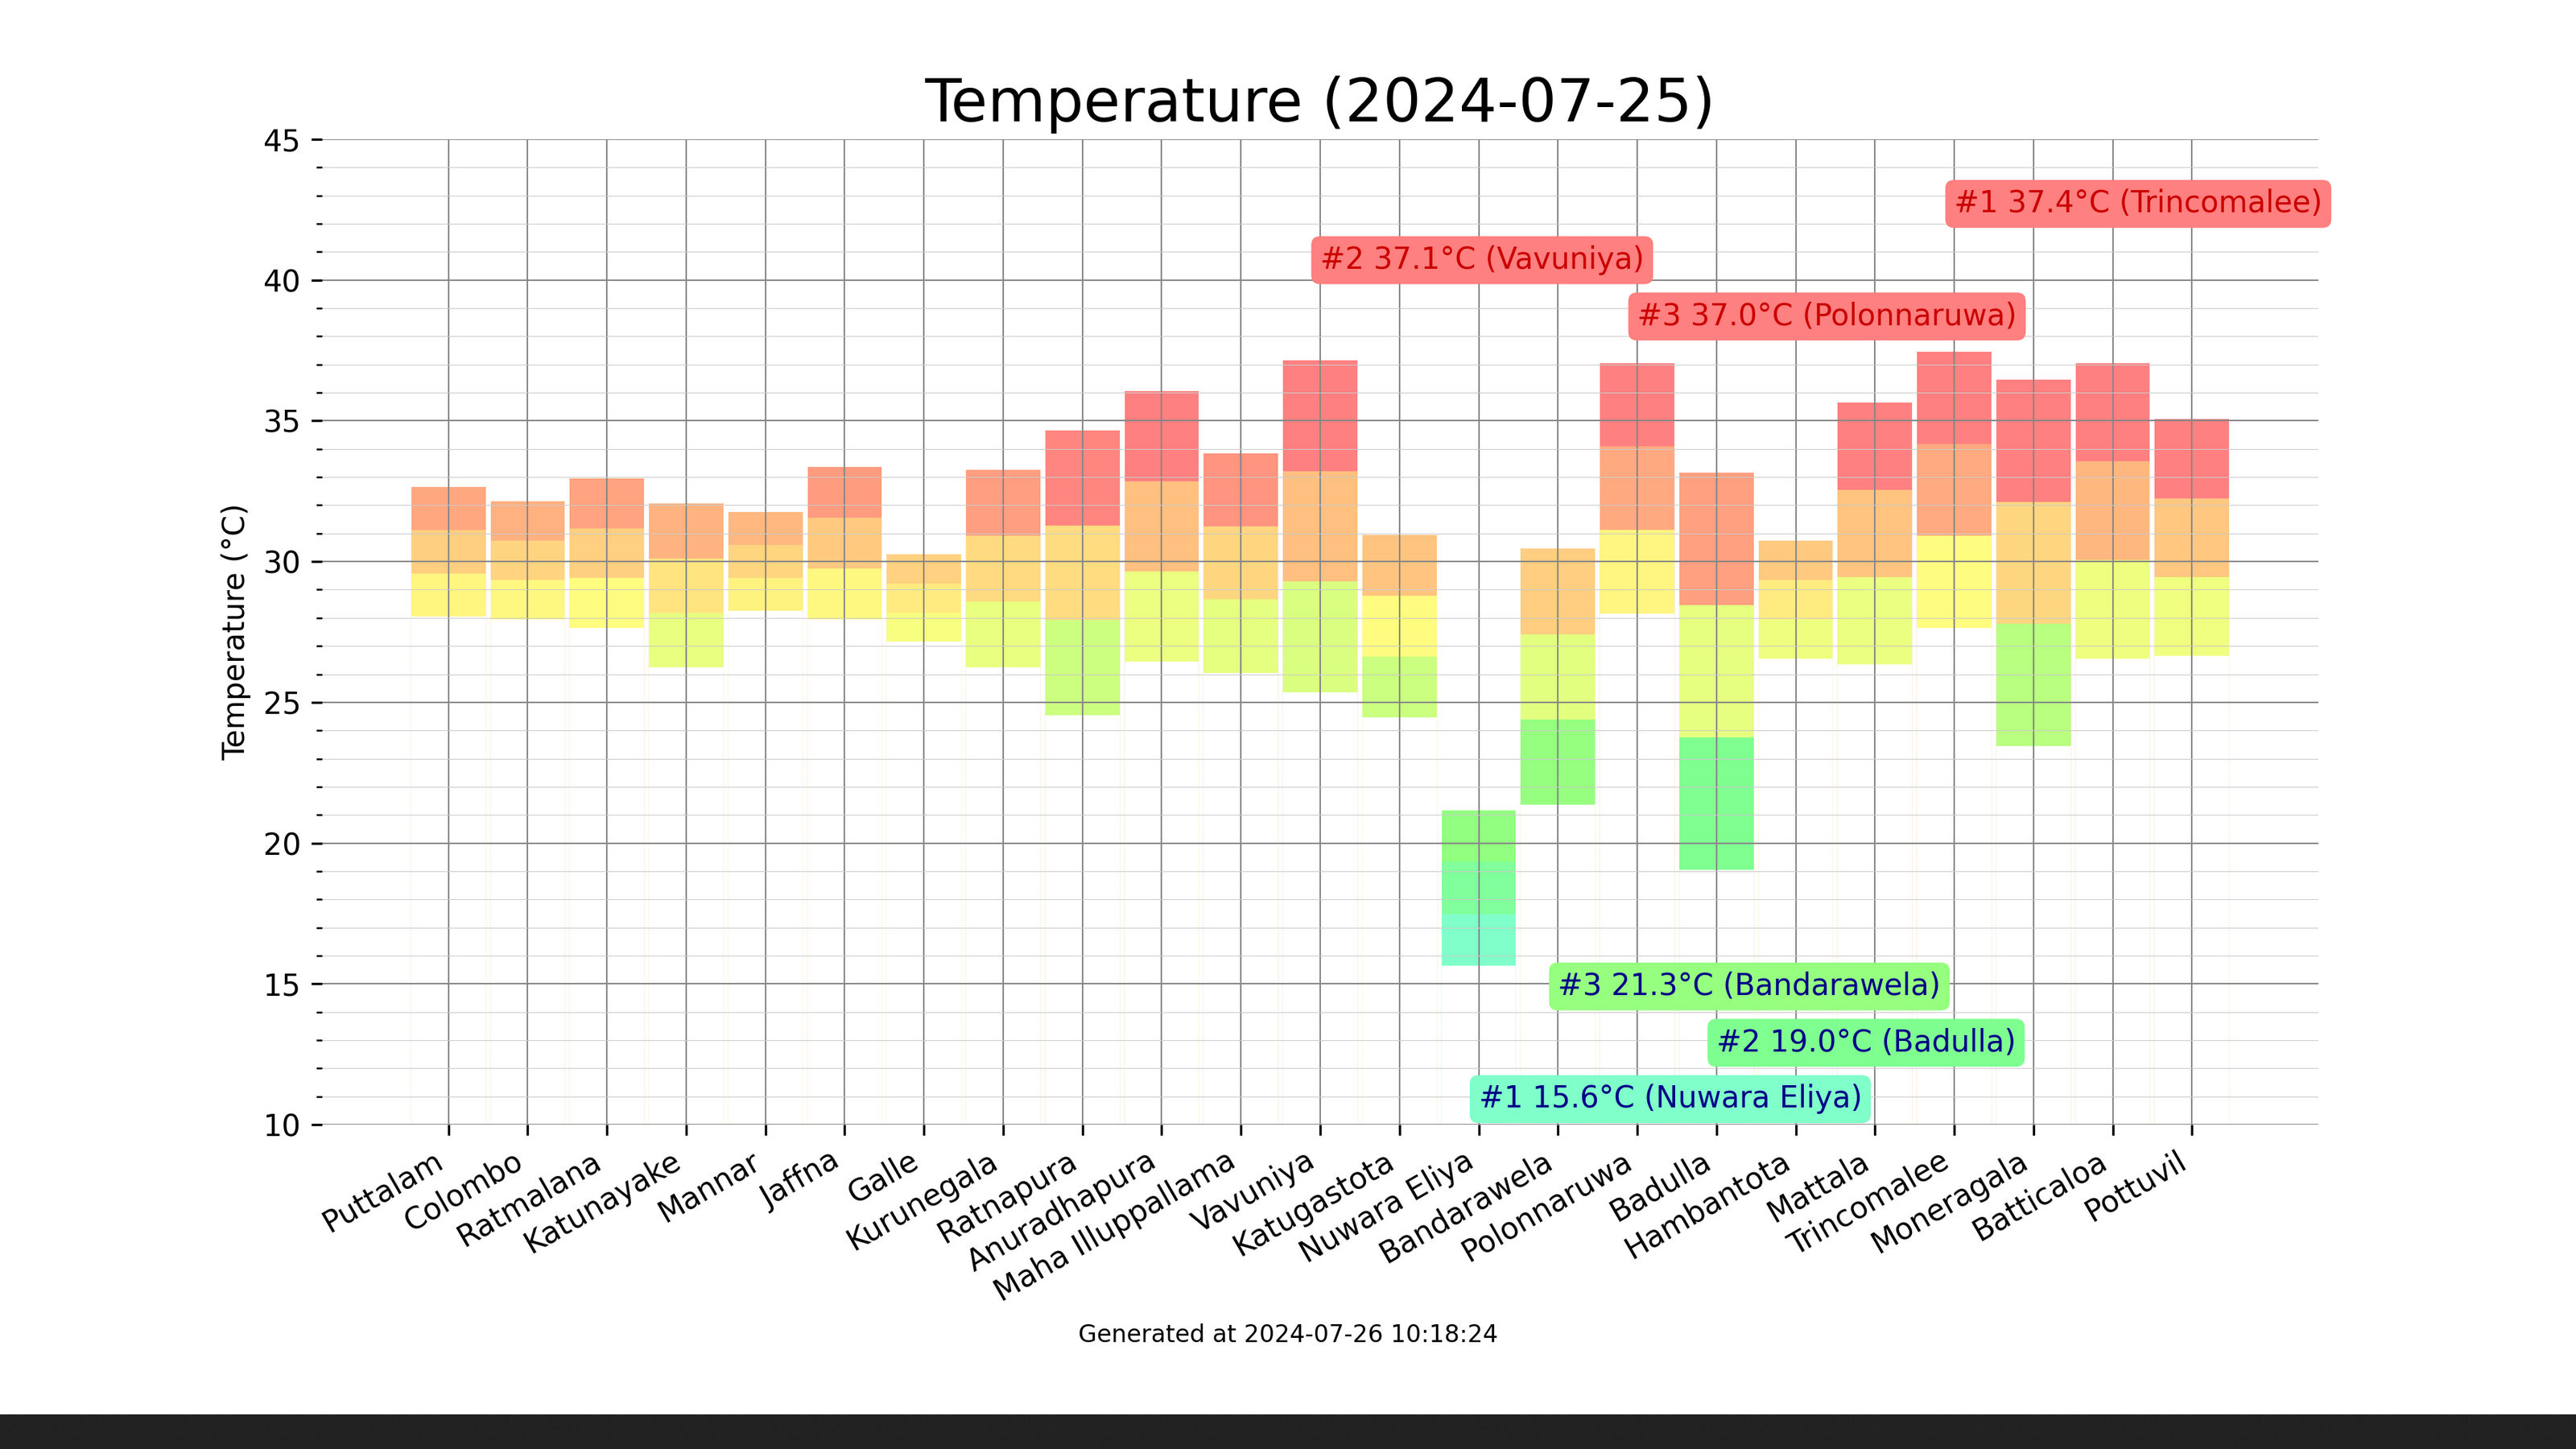 Temperature (2024-07-25)
45
40
35
30
25
20
15
10
Temperature (°C)
#1 37.4°C (Trincomalee)
#2 37.1°C (Vavuniya)
#3 37.0°C (Polonnaruwa)
#3 21.3°C (Bandarawela)
#2 19.0°C (Badulla)
#1 15.6°C (Nuwara Eliya)
Puttalam
Colombo
Ratmalana
Katunayake
Mannar
Jaffna
Galle
Kurunegala
Ratnapura
Anuradhapura
Maha Illuppallama
Vavuniya
Katugastota
Nuwara Eliya
Bandarawela
Polonnaruwa
Badulla
Hambantota
Mattala
Trincomalee
Moneragala
Batticaloa
Pottuvil
Generated at 2024-07-26 10:18:24